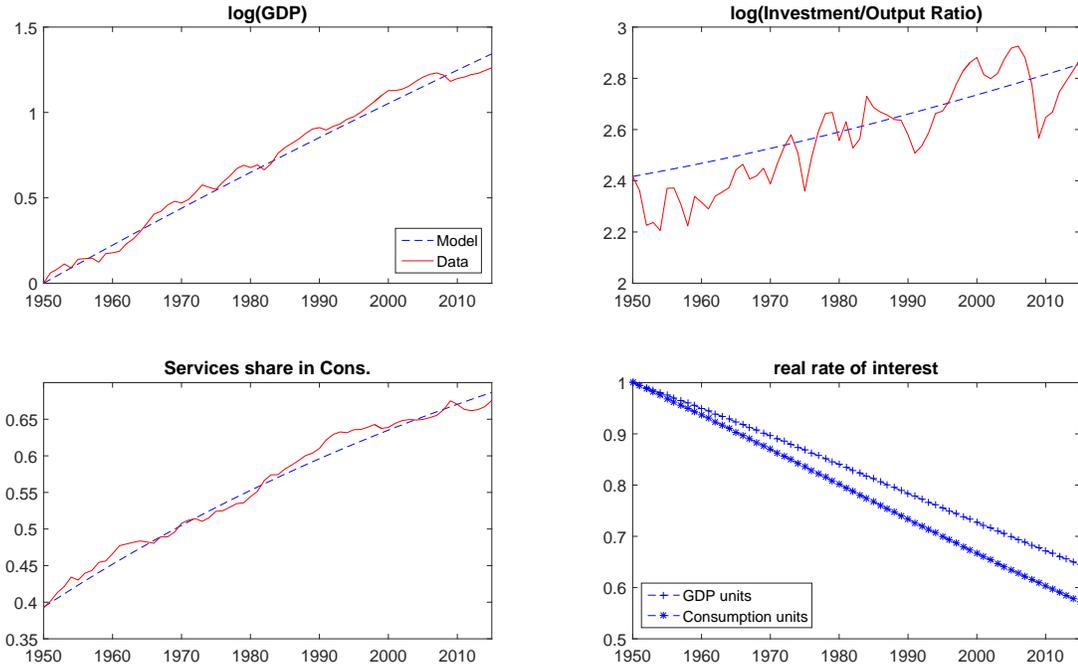 log(GDP)
1.5
1
0.5
0
1950 1960 1970 1980 1990 2000 2010
Model
Data
log(Investment/Output Ratio)
3
2.8
2.6
2.4
2.2
2
1950 1960 1970 1980 1990 2000 2010
Services share in Cons.
0.65
0.6
0.55
0.5
0.45
0.4
0.35
1950 1960 1970 1980 1990 2000 2010
real rate of interest
1
0.9
0.8
0.7
0.6
0.5
1950 1960 1970 1980 1990 2000 2010
GDP units
Consumption units